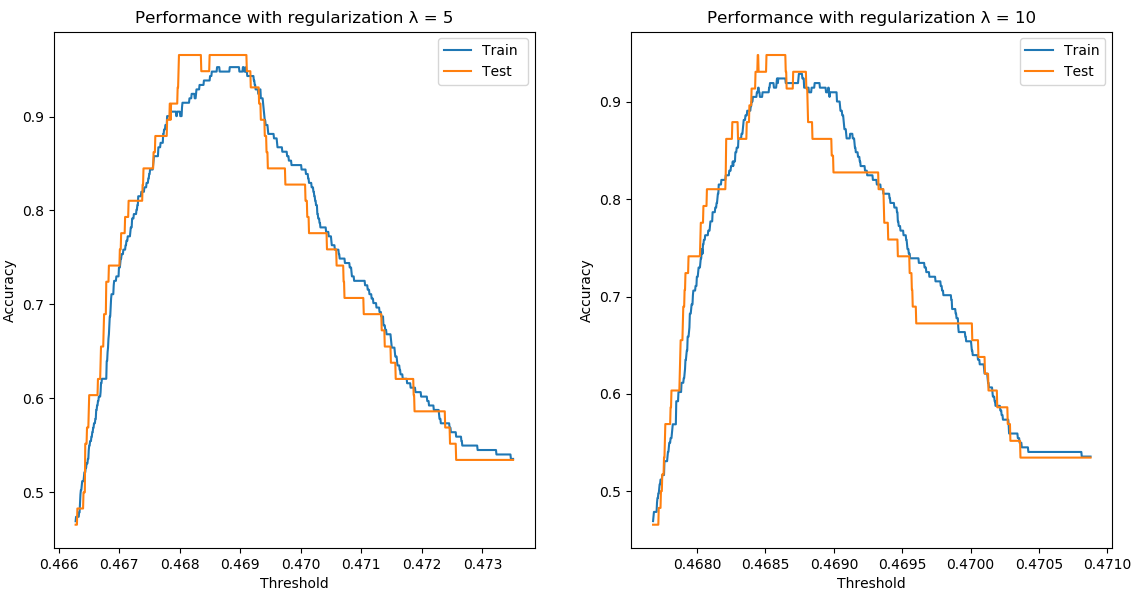 Performance with regularization λ = 5
Train
Test
0.9
0.8
0.7
0.6
0.5
Accuracy
0.466 0.467 0.468 0.469 0.470 0.471 0.472 0.473
Threshold
Performance with regularization λ = 10
Train
Test
0.9
0.8
0.7
0.6
0.5
Accuracy
0.4680 0.4685 0.4690 0.4695 0.4700 0.4705 0.4710
Threshold